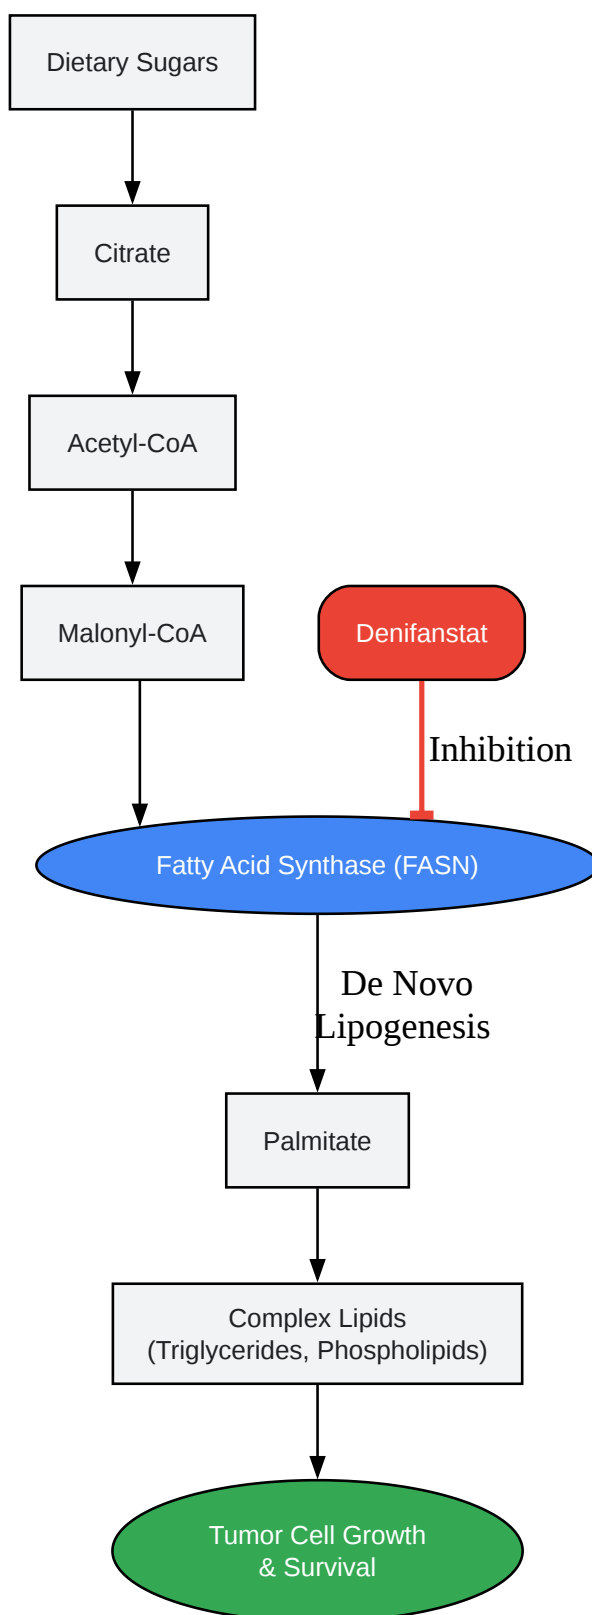 Dietary Sugars
Citrate
Acetyl-CoA
Malonyl-CoA
Denifanstat
Inhibition
Fatty Acid Synthase (FASN)
De Novo
Lipogenesis
Palmitate
Complex Lipids
(Triglycerides, Phospholipids)
Tumor Cell Growth
& Survival